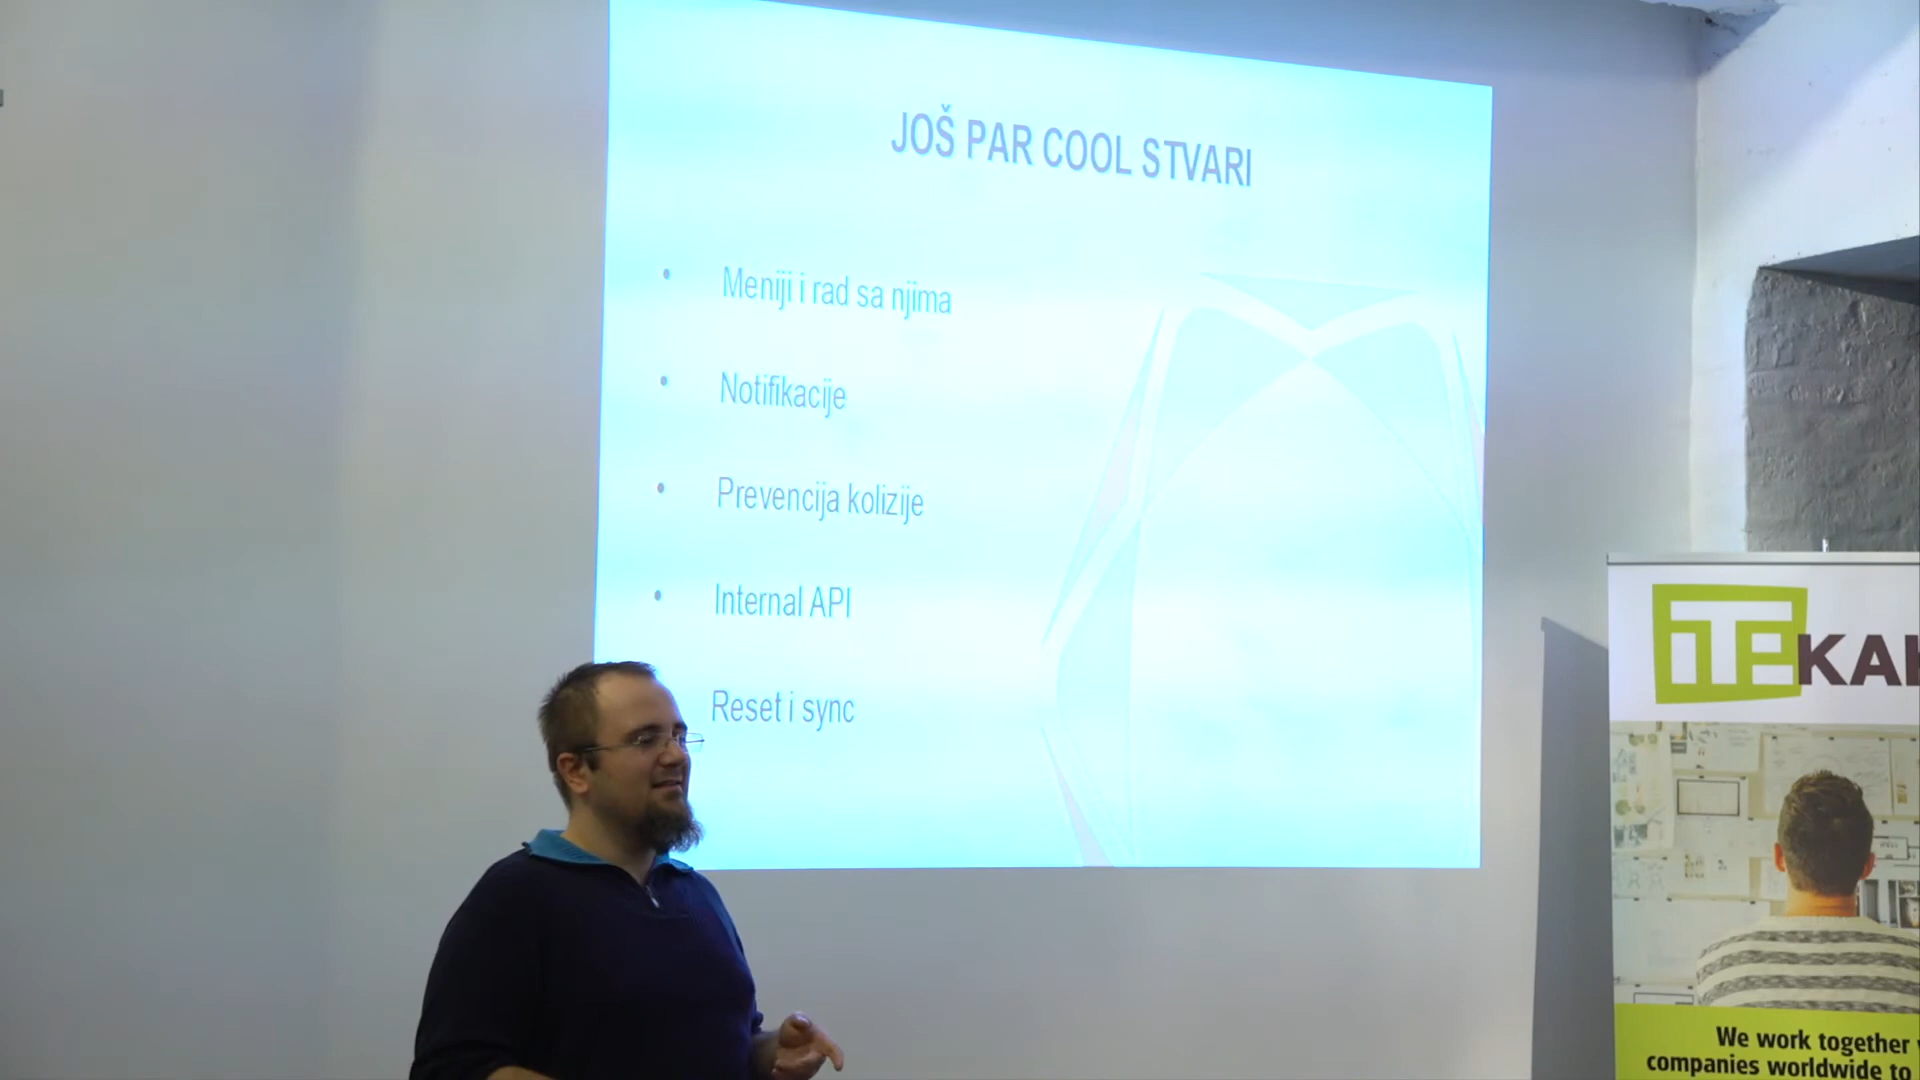 JOŠ PAR COOL STVARI
• Meniji i rad sa njima
• Notifikacije
• Prevencija kolizije
• Internal API
Reset i sync
iTEKAK
We work together
companies worldwide to